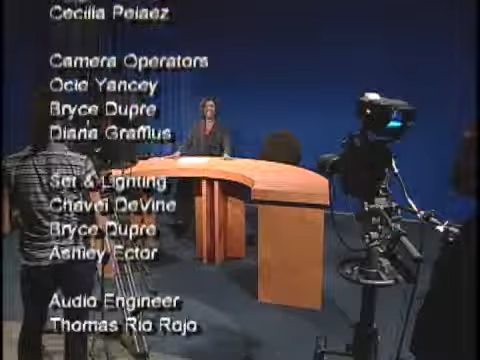 Cecilia Pelaez
Camera Operators
Ocie Yancey
Bryce Dupre
Diana Graffius
Set & Lighting
Chavel DeVine
Bryce Dupre
Ashley Ector
Audio Engineer
Thomas Rio Rojo